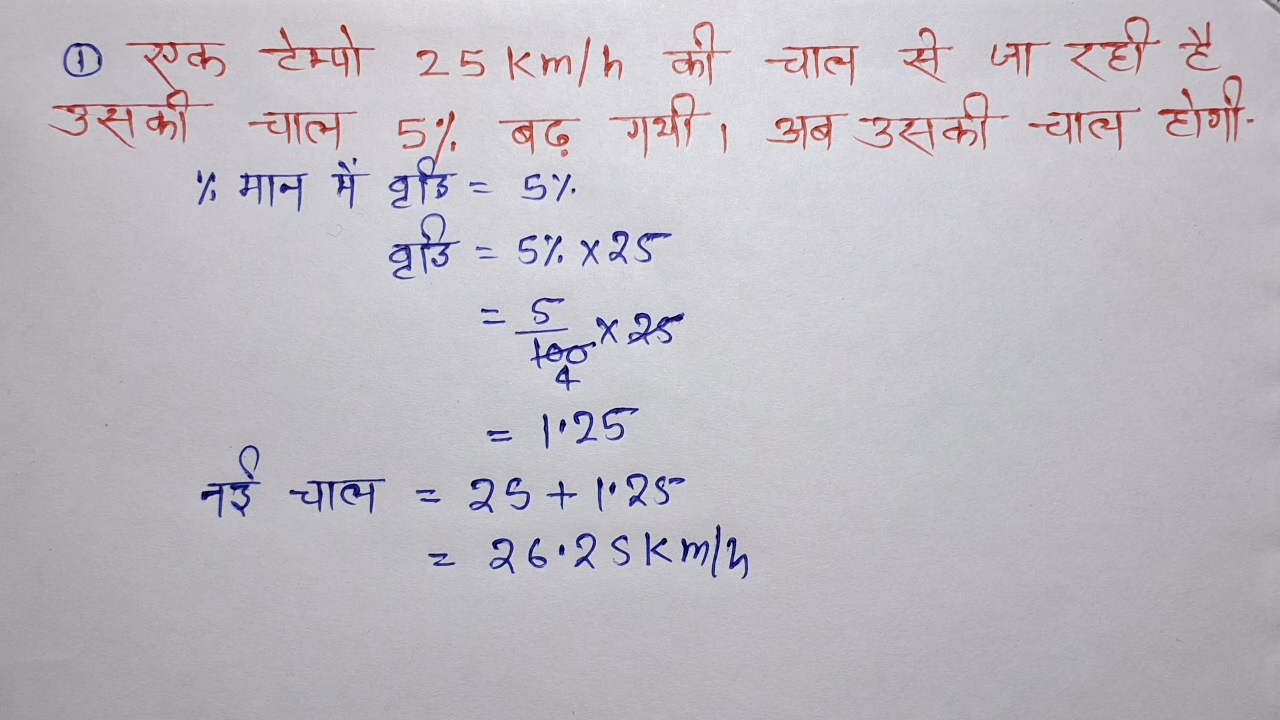 ① एक टेम्पो 25 Km/h की चाल से जा रही है
उसकी चाल 5% बढ़ गयी। अब उसकी चाल होगी-
% मान में वृद्धि = 5%
वृद्धि = 5% × 25
= 5/100 × 25
4
= 1.25
नई चाल = 25 + 1.25
= 26.25 Km/h